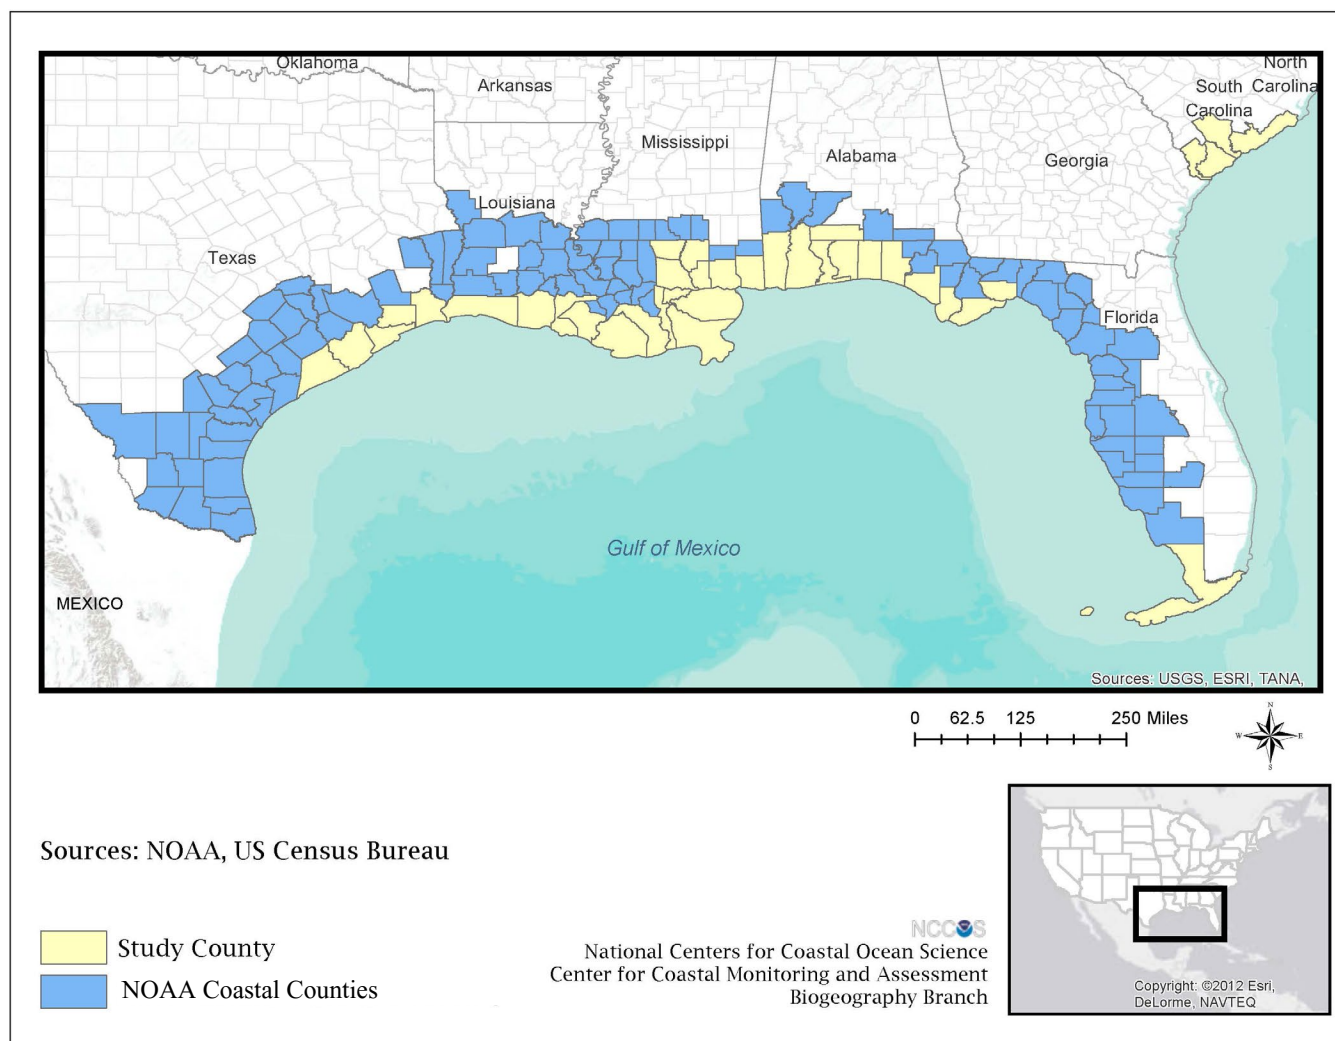 Oklahoma
Arkansas
North
South Carolina
Carolina
Mississippi
Alabama
Georgia
Louisiana
Texas
Florida
Gulf of Mexico
MEXICO
Sources: USGS, ESRI, TANA,
0 62.5 125 250 Miles
N
W E
S
Sources: NOAA, US Census Bureau
Study County
NOAA Coastal Counties
NCCOS
National Centers for Coastal Ocean Science
Center for Coastal Monitoring and Assessment
Biogeography Branch
Copyright: ©2012 Esri,
DeLorme, NAVTEQ